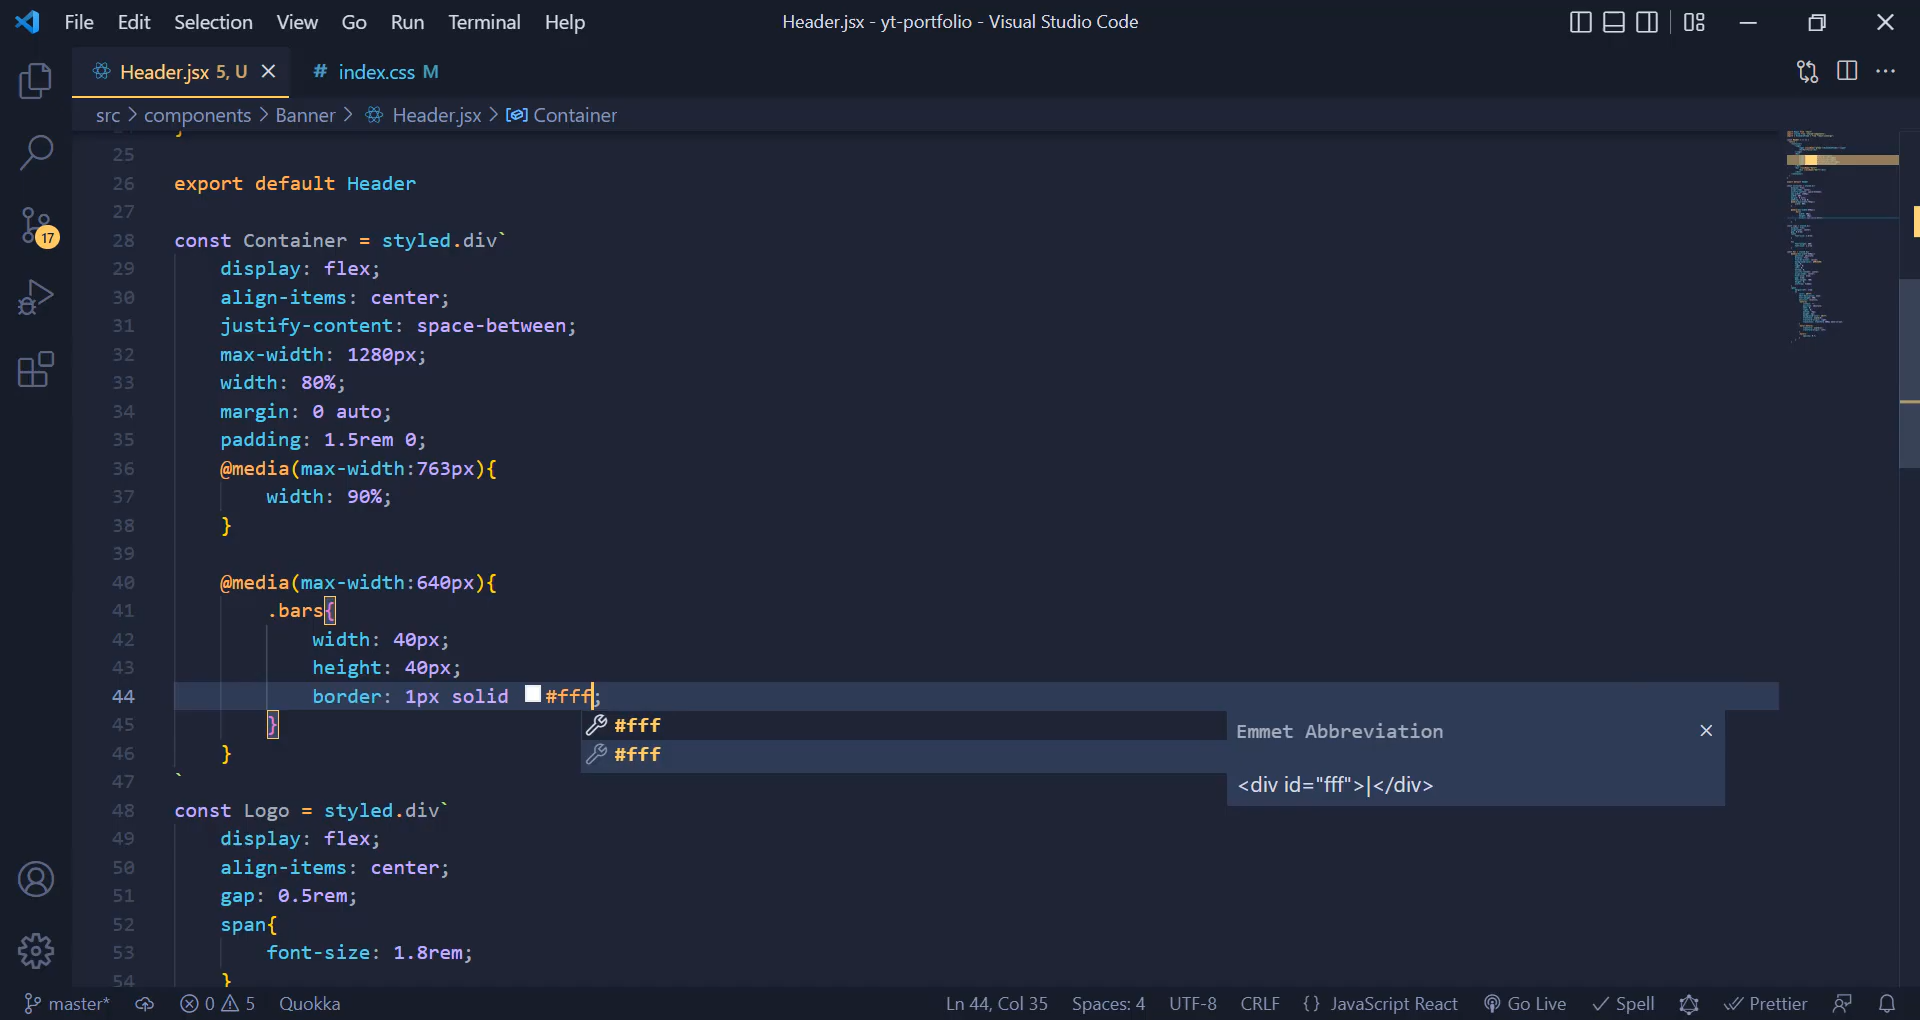 File Edit Selection View Go Run Terminal Help Header.jsx - yt-portfolio - Visual Studio Code
Header.jsx 5, U # index.css M
src > components > Banner > Header.jsx > Container
17
25
26 export default Header
27
28 const Container = styled.div`
29 display: flex;
30 align-items: center;
31 justify-content: space-between;
32 max-width: 1280px;
33 width: 80%;
34 margin: 0 auto;
35 padding: 1.5rem 0;
36 @media(max-width:763px){
37 width: 90%;
38 }
39
40 @media(max-width:640px){
41 .bars{
42 width: 40px;
43 height: 40px;
44 border: 1px solid #fff;
45 }
46 }
47 `
48 const Logo = styled.div`
49 display: flex;
50 align-items: center;
51 gap: 0.5rem;
52 span{
53 font-size: 1.8rem;
54 }
#fff
#fff
Emmet Abbreviation
<div id="fff">|</div>
master* 0 5 Quokka Ln 44, Col 35 Spaces: 4 UTF-8 CRLF {} JavaScript React Go Live Spell Prettier